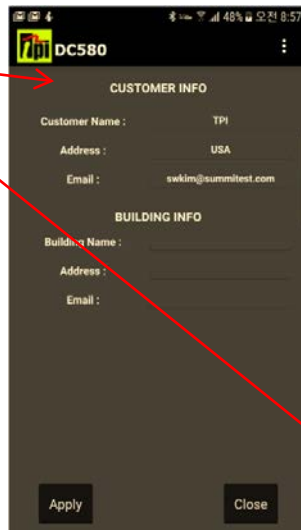 4 48% 오전 8:57
TPI DC580
CUSTOMER INFO
Customer Name : TPI
Address : USA
Email : swkim@summitest.com
BUILDING INFO
Building Name :
Address :
Email :
Apply Close